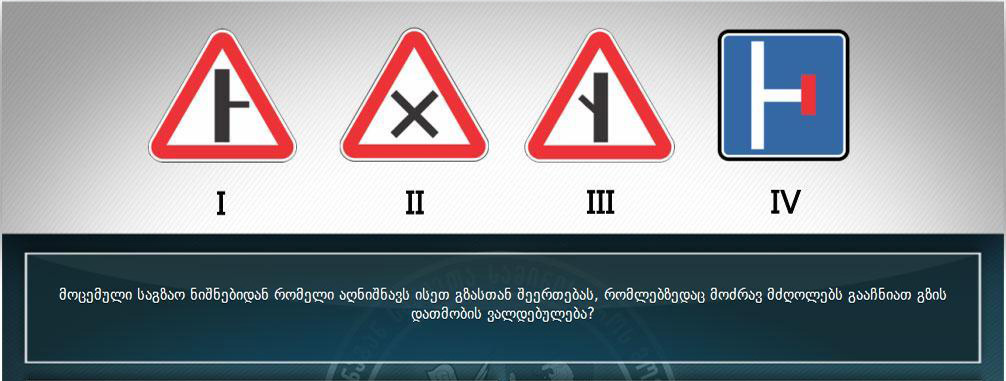 I II III IV
მოცემული საგზაო ნიშნებიდან რომელი აღნიშნავს ისეთ გზასთან შეერთებას, რომლებზედაც მოძრავ მძღოლებს გააჩნიათ გზის
დათმობის ვალდებულება?